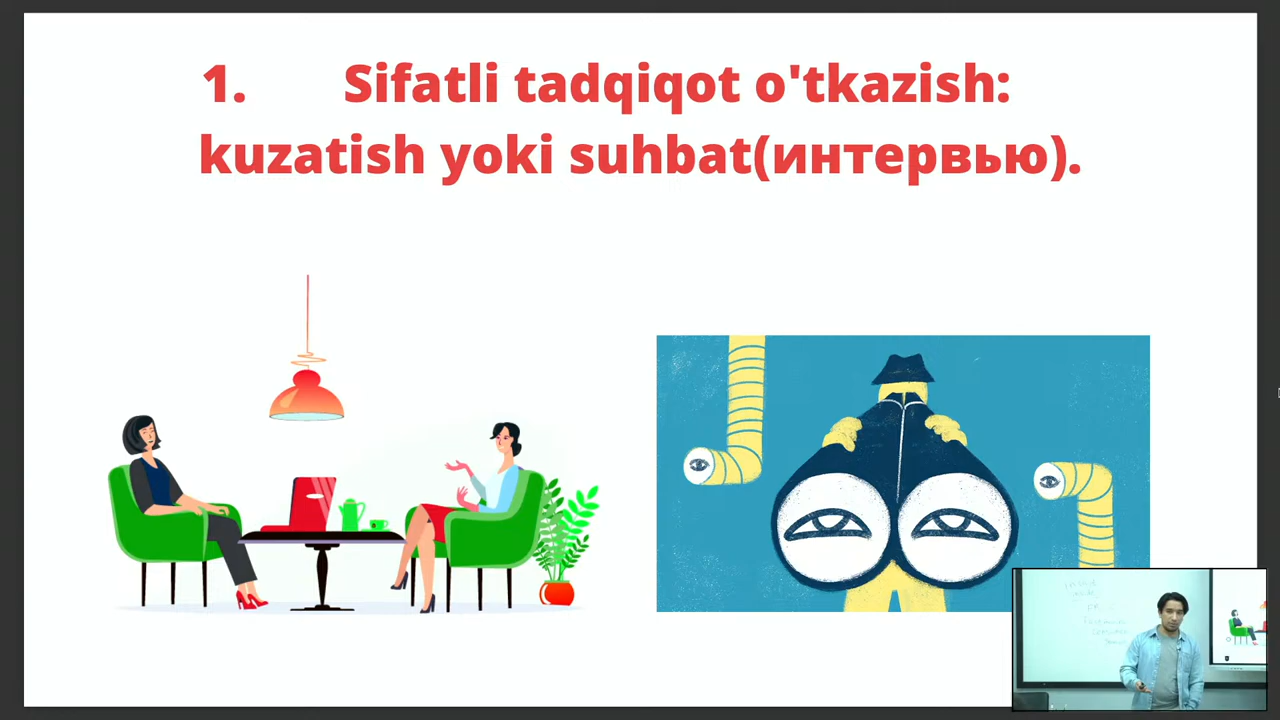 1. Sifatli tadqiqot o'tkazish:
kuzatish yoki suhbat(интервью).